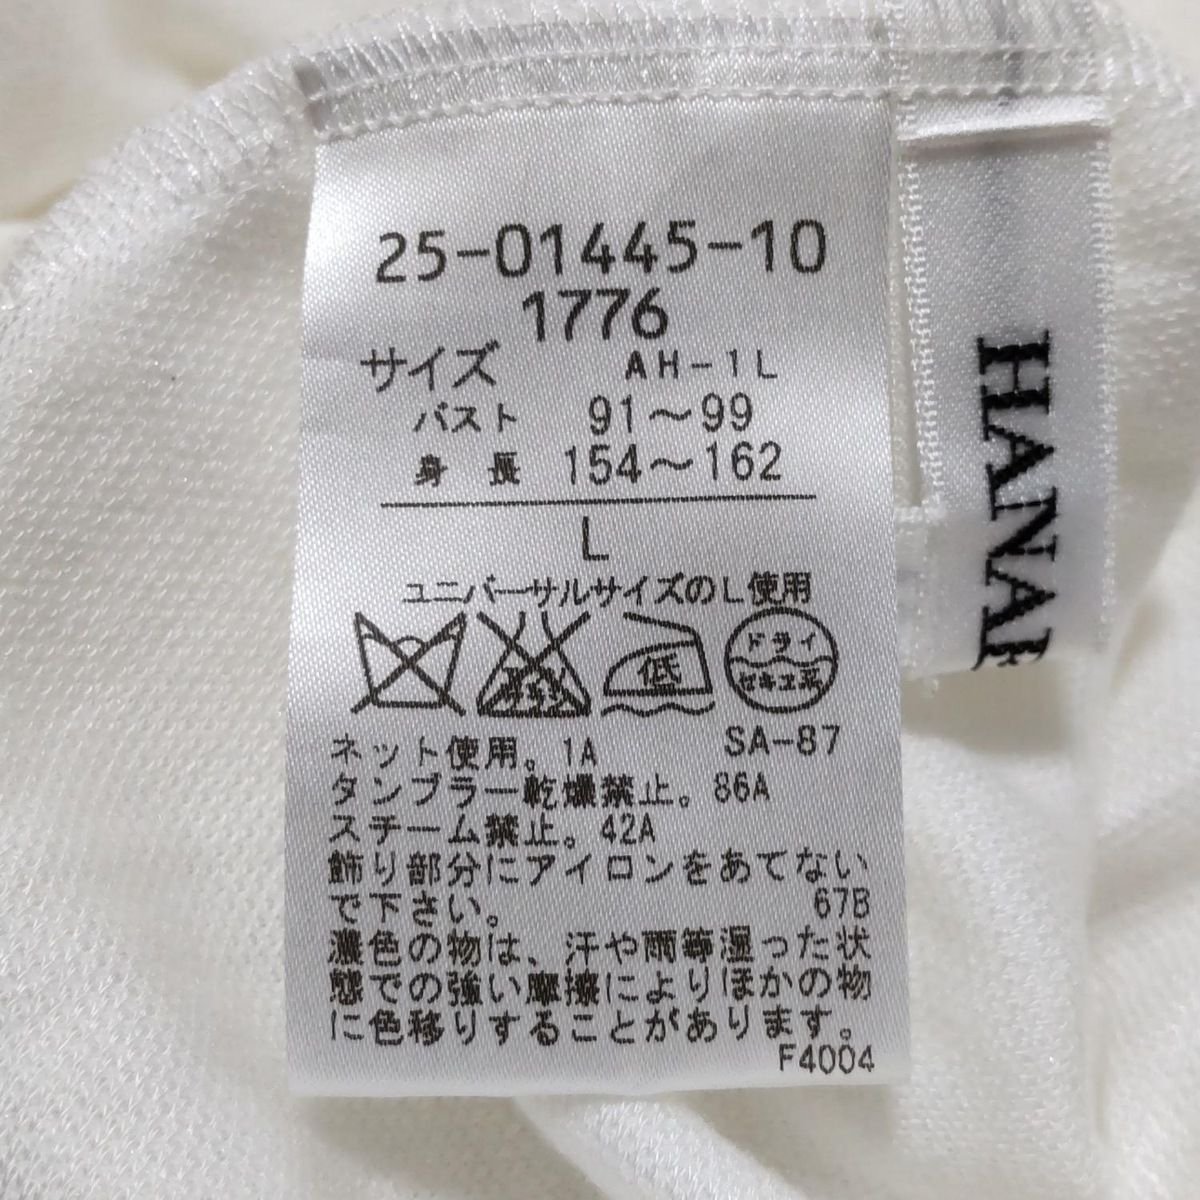 25-01445-10
1776
サイズ AH-1L
バスト 91～99
身長 154～162
L
ユニバーサルサイズのL使用
低
ドライ
セキユ系
SA-87
ネット使用。1A
タンブラー乾燥禁止。86A
スチーム禁止。42A
飾り部分にアイロンをあてない
で下さい。 67B
濃色の物は、汗や雨等湿った状
態での強い摩擦によりほかの物
に色移りすることがあります。
F4004
HANAE